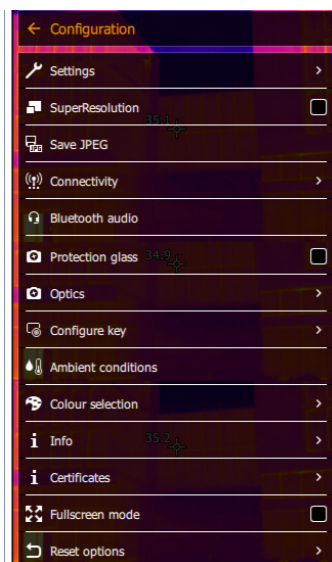 Configuration
Settings
SuperResolution
35.1
Save JPEG
Connectivity
Bluetooth audio
Protection glass 34.9
Optics
Configure key
Ambient conditions
Colour selection
Info 35.2
Certificates
Fullscreen mode
Reset options